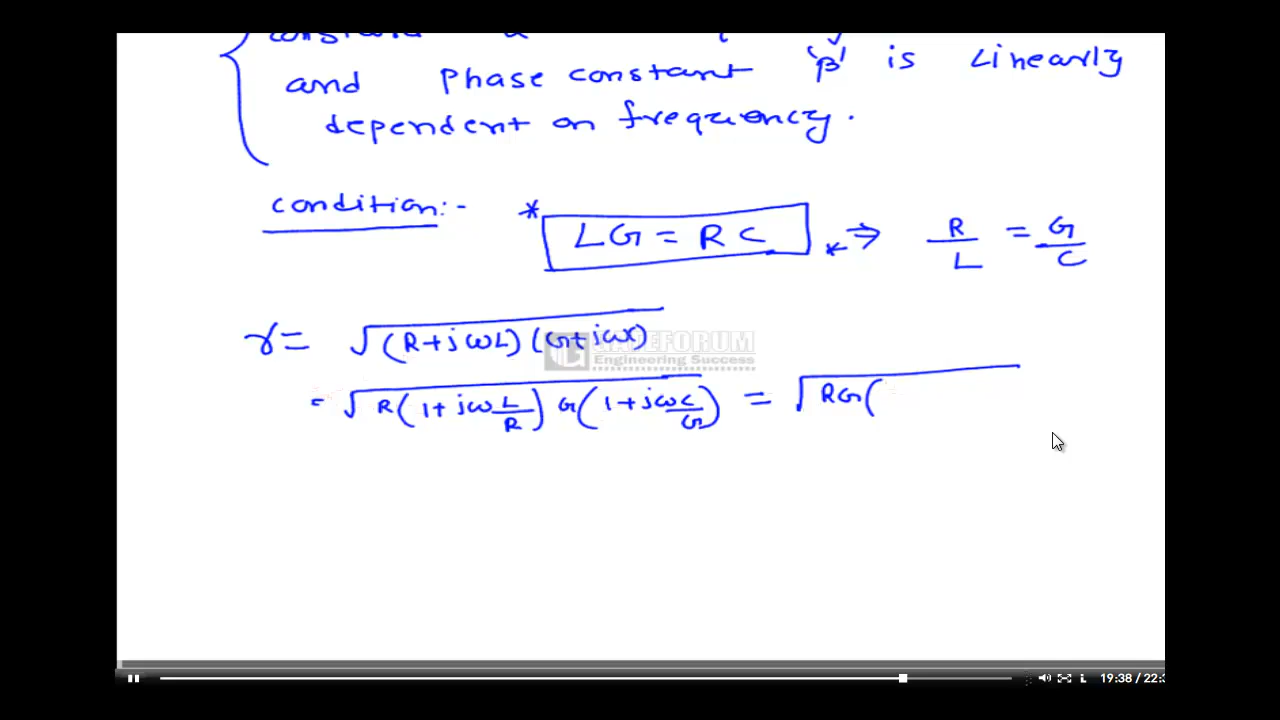 and Phase constant 'β' is Linearly
dependent on frequency.
condition:- * LG = RC * ⇒ R/L = G/C
γ = √(R+jωL)(G+jωC)
= √R(1+jωL/R)G(1+jωC/G) = √RG(
GATEFORUM
Engineering Success
19:38 / 22: